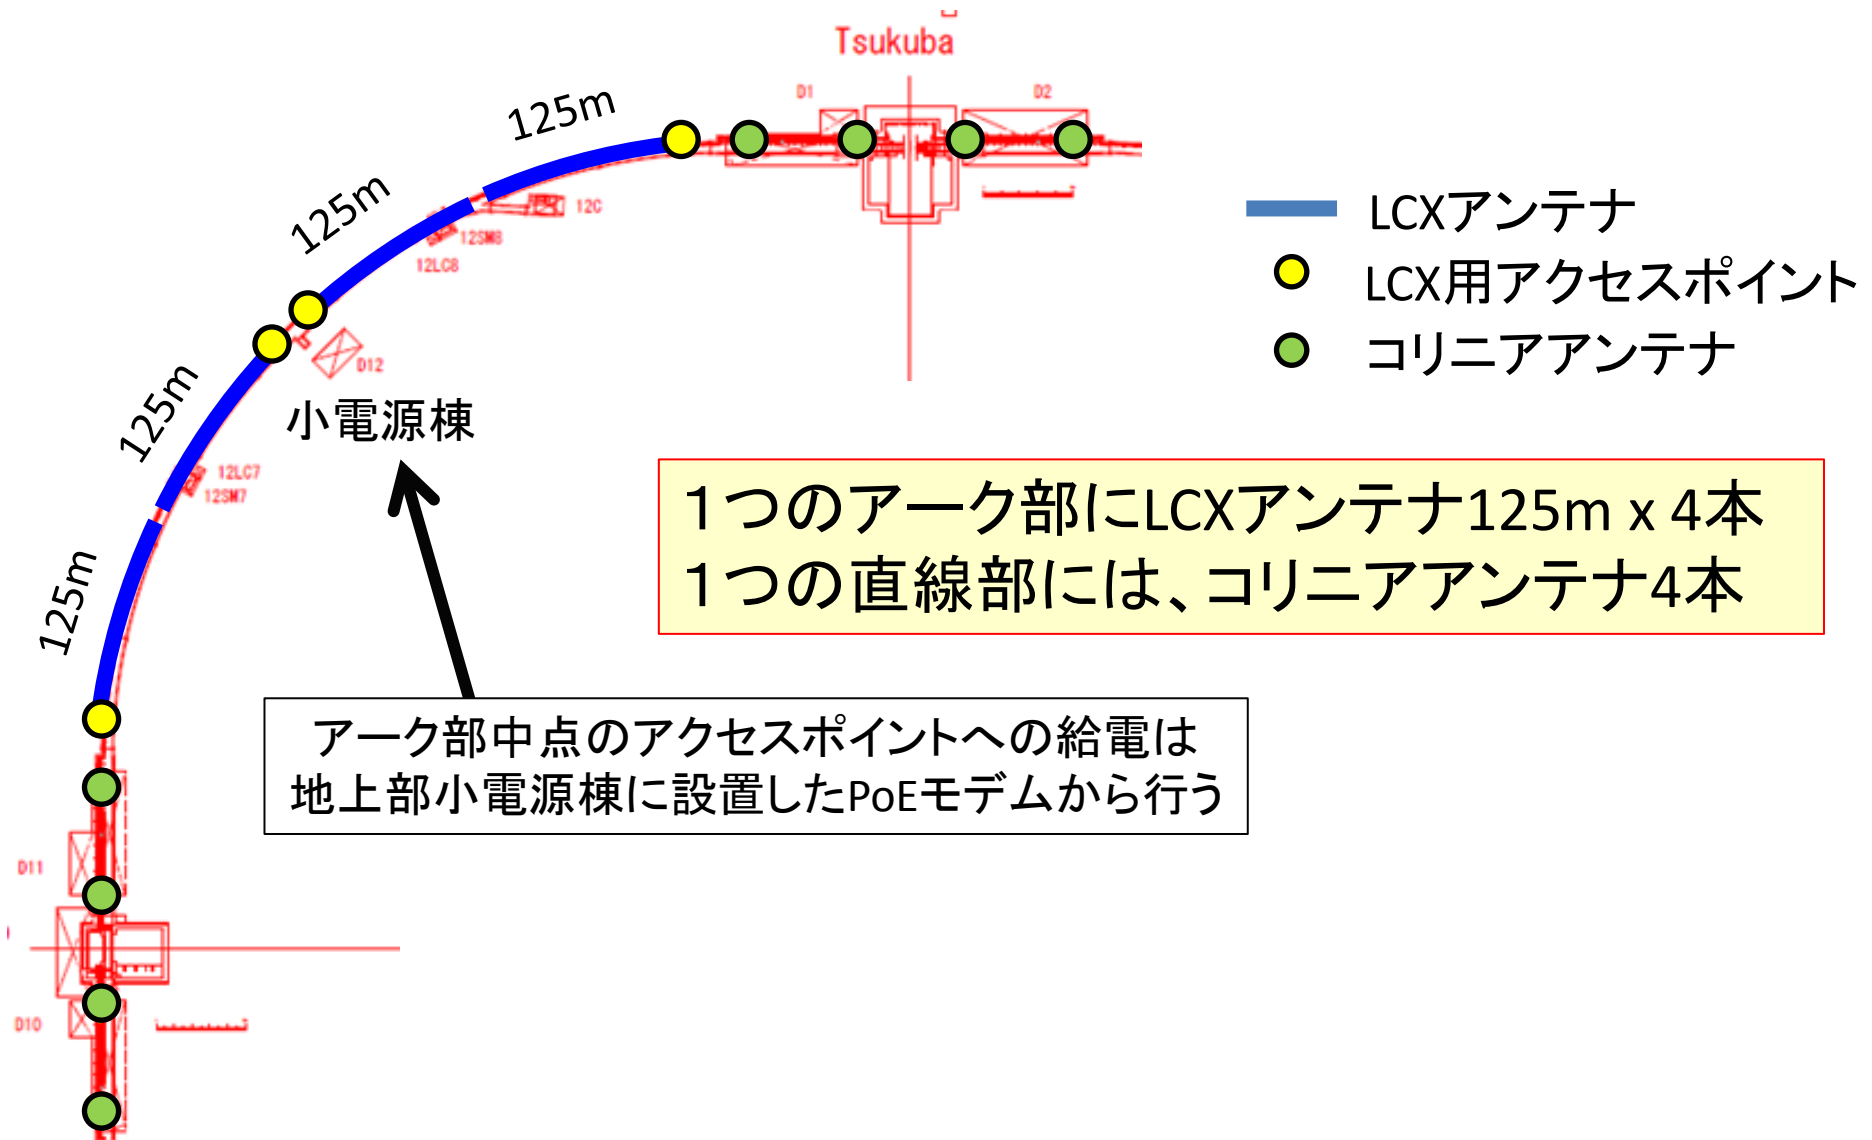 Tsukuba
D1
D2
125m
125m
125m
125m
12C
12SM8
12LC8
D12
小電源棟
12LC7
12SM7
LCXアンテナ
LCX用アクセスポイント
コリニアアンテナ
１つのアーク部にLCXアンテナ125m x 4本
１つの直線部には、コリニアアンテナ4本
アーク部中点のアクセスポイントへの給電は
地上部小電源棟に設置したPoEモデムから行う
D11
D10